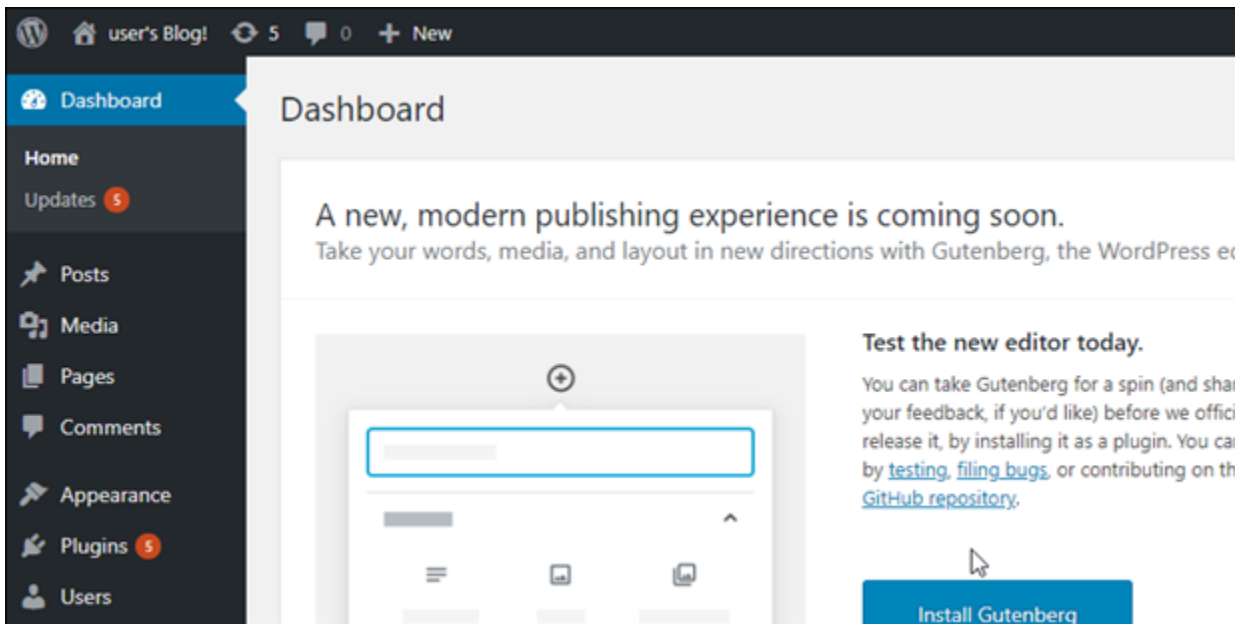 user's Blog! 5 0 + New
Dashboard
Home
Updates 5
Posts
Media
Pages
Comments
Appearance
Plugins 5
Users
Dashboard
A new, modern publishing experience is coming soon.
Take your words, media, and layout in new directions with Gutenberg, the WordPress
Test the new editor today.
You can take Gutenberg for a spin (and
your feedback, if you'd like) before we
release it, by installing it as a plugin. You
by testing, filing bugs, or contributing on
GitHub repository.
Install Gutenberg